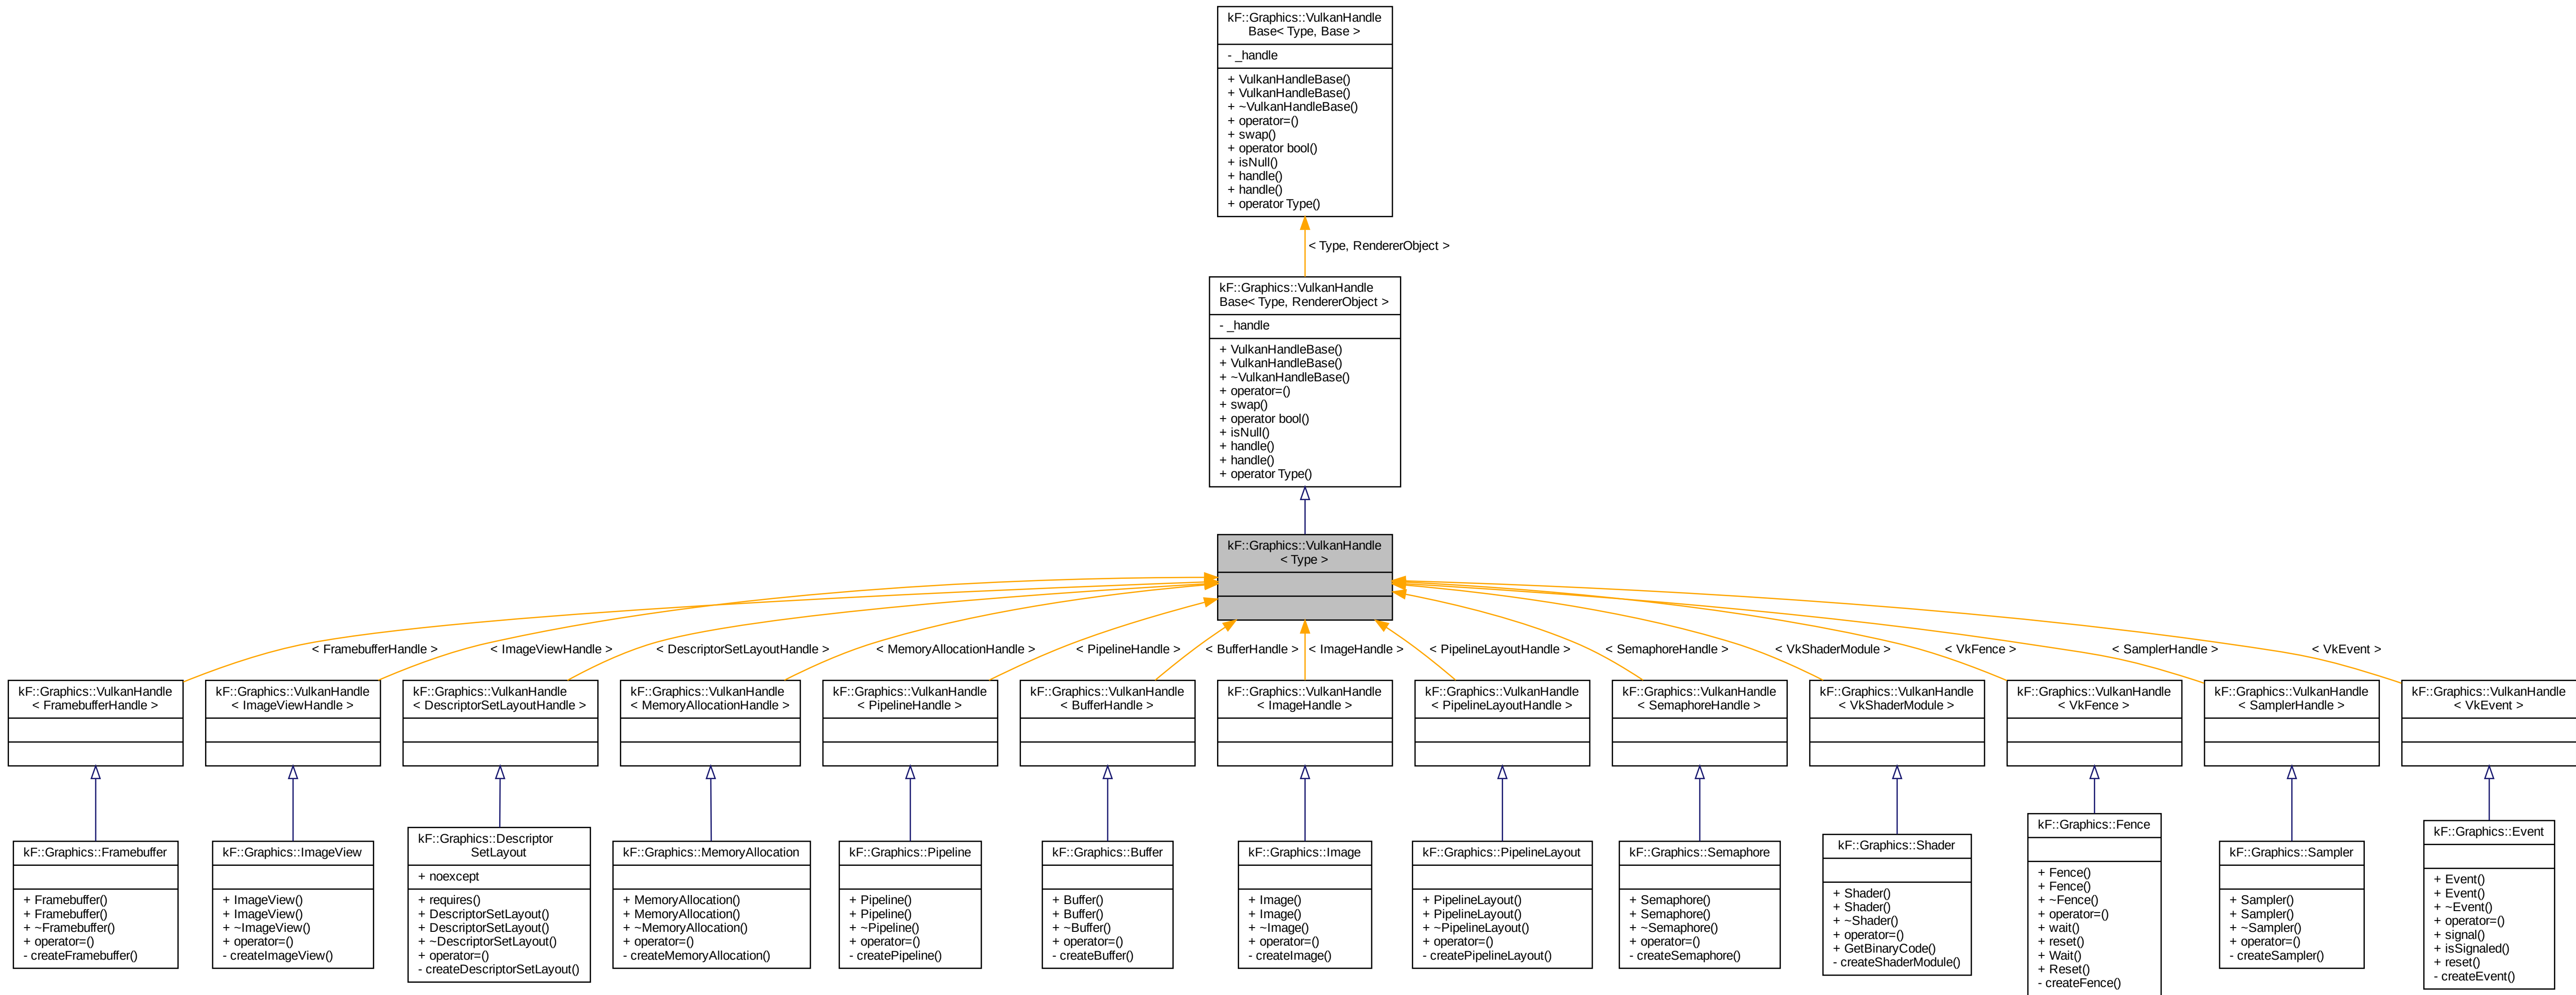 kF::Graphics::VulkanHandle
Base< Type, Base >
- _handle
+ VulkanHandleBase()
+ VulkanHandleBase()
+ ~VulkanHandleBase()
+ operator=()
+ swap()
+ operator bool()
+ isNull()
+ handle()
+ handle()
+ operator Type()
< Type, RendererObject >
kF::Graphics::VulkanHandle
Base< Type, RendererObject >
- _handle
+ VulkanHandleBase()
+ VulkanHandleBase()
+ ~VulkanHandleBase()
+ operator=()
+ swap()
+ operator bool()
+ isNull()
+ handle()
+ handle()
+ operator Type()
kF::Graphics::VulkanHandle
< Type >
< FramebufferHandle >
< ImageViewHandle >
< DescriptorSetLayoutHandle >
< MemoryAllocationHandle >
< PipelineHandle >
< BufferHandle >
< ImageHandle >
< PipelineLayoutHandle >
< SemaphoreHandle >
< VkShaderModule >
< VkFence >
< SamplerHandle >
< VkEvent >
kF::Graphics::VulkanHandle
< FramebufferHandle >
kF::Graphics::VulkanHandle
< ImageViewHandle >
kF::Graphics::VulkanHandle
< DescriptorSetLayoutHandle >
kF::Graphics::VulkanHandle
< MemoryAllocationHandle >
kF::Graphics::VulkanHandle
< PipelineHandle >
kF::Graphics::VulkanHandle
< BufferHandle >
kF::Graphics::VulkanHandle
< ImageHandle >
kF::Graphics::VulkanHandle
< PipelineLayoutHandle >
kF::Graphics::VulkanHandle
< SemaphoreHandle >
kF::Graphics::VulkanHandle
< VkShaderModule >
kF::Graphics::VulkanHandle
< VkFence >
kF::Graphics::VulkanHandle
< SamplerHandle >
kF::Graphics::VulkanHandle
< VkEvent >
kF::Graphics::Framebuffer
+ Framebuffer()
+ Framebuffer()
+ ~Framebuffer()
+ operator=()
- createFramebuffer()
kF::Graphics::ImageView
+ ImageView()
+ ImageView()
+ ~ImageView()
+ operator=()
- createImageView()
kF::Graphics::Descriptor
SetLayout
+ noexcept
+ requires()
+ DescriptorSetLayout()
+ DescriptorSetLayout()
+ ~DescriptorSetLayout()
+ operator=()
- createDescriptorSetLayout()
kF::Graphics::MemoryAllocation
+ MemoryAllocation()
+ MemoryAllocation()
+ ~MemoryAllocation()
+ operator=()
- createMemoryAllocation()
kF::Graphics::Pipeline
+ Pipeline()
+ Pipeline()
+ ~Pipeline()
+ operator=()
- createPipeline()
kF::Graphics::Buffer
+ Buffer()
+ Buffer()
+ ~Buffer()
+ operator=()
- createBuffer()
kF::Graphics::Image
+ Image()
+ Image()
+ ~Image()
+ operator=()
- createImage()
kF::Graphics::PipelineLayout
+ PipelineLayout()
+ PipelineLayout()
+ ~PipelineLayout()
+ operator=()
- createPipelineLayout()
kF::Graphics::Semaphore
+ Semaphore()
+ Semaphore()
+ ~Semaphore()
+ operator=()
- createSemaphore()
kF::Graphics::Shader
+ Shader()
+ Shader()
+ ~Shader()
+ operator=()
+ GetBinaryCode()
- createShaderModule()
kF::Graphics::Fence
+ Fence()
+ Fence()
+ ~Fence()
+ operator=()
+ wait()
+ reset()
+ Wait()
+ Reset()
- createFence()
kF::Graphics::Sampler
+ Sampler()
+ Sampler()
+ ~Sampler()
+ operator=()
- createSampler()
kF::Graphics::Event
+ Event()
+ Event()
+ ~Event()
+ operator=()
+ signal()
+ isSignaled()
+ reset()
- createEvent()